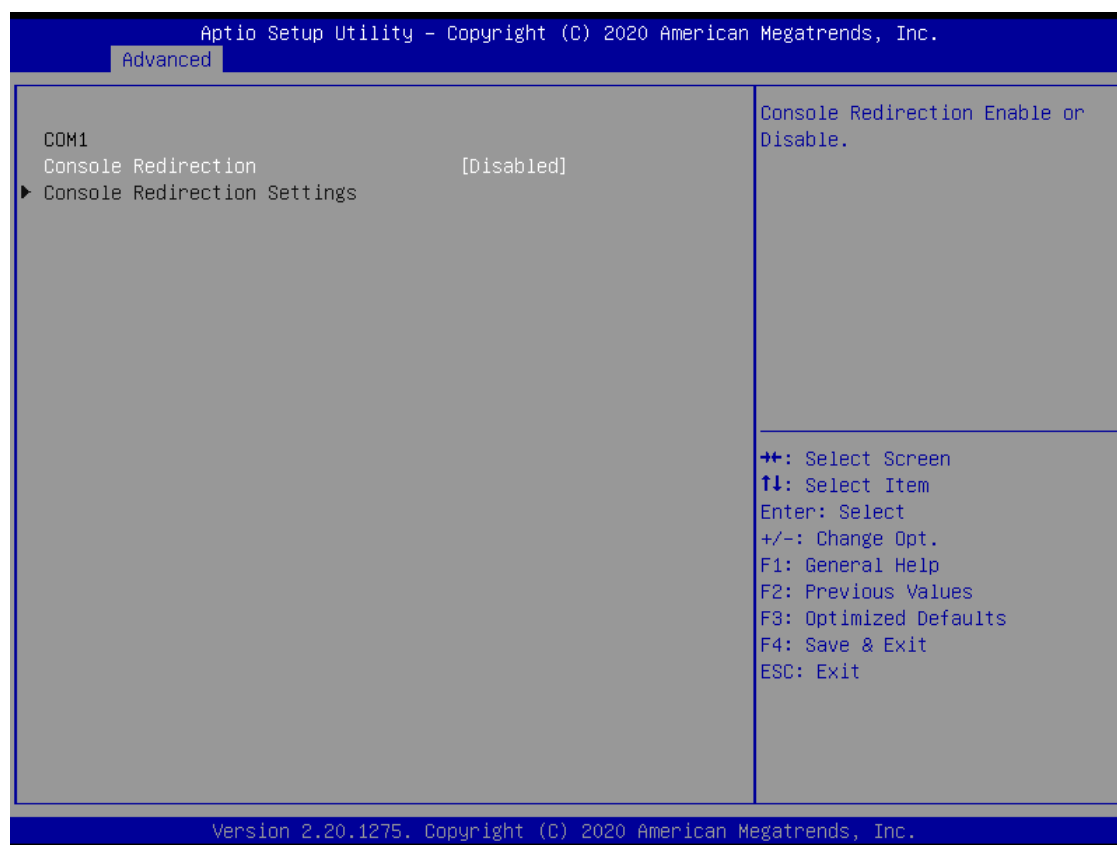 Aptio Setup Utility – Copyright (C) 2020 American Megatrends, Inc.
Advanced
COM1
Console Redirection [Disabled]
▶ Console Redirection Settings
Console Redirection Enable or
Disable.
→←: Select Screen
↑↓: Select Item
Enter: Select
+/-: Change Opt.
F1: General Help
F2: Previous Values
F3: Optimized Defaults
F4: Save & Exit
ESC: Exit
Version 2.20.1275. Copyright (C) 2020 American Megatrends, Inc.